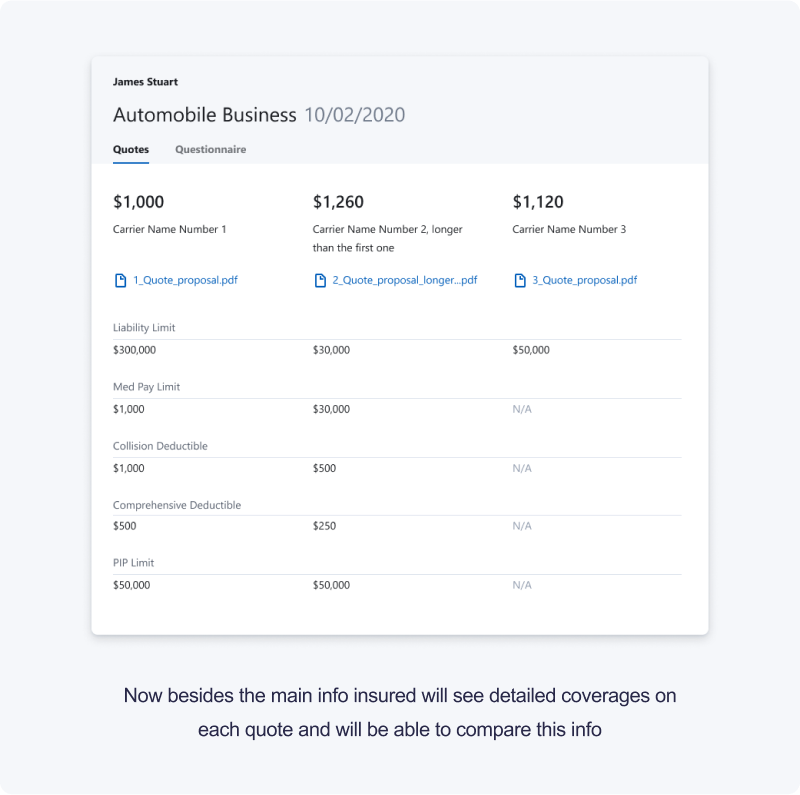 James Stuart
Automobile Business 10/02/2020
Quotes Questionnaire
$1,000 $1,260 $1,120
Carrier Name Number 1 Carrier Name Number 2, longer Carrier Name Number 3
than the first one
1_Quote_proposal.pdf 2_Quote_proposal_longer...pdf 3_Quote_proposal.pdf
Liability Limit
$300,000 $30,000 $50,000
Med Pay Limit
$1,000 $30,000 N/A
Collision Deductible
$1,000 $500 N/A
Comprehensive Deductible
$500 $250 N/A
PIP Limit
$50,000 $50,000 N/A
Now besides the main info insured will see detailed coverages on
each quote and will be able to compare this info